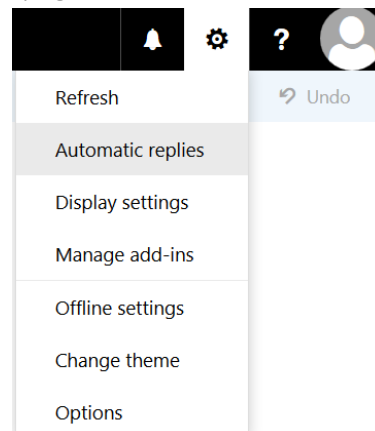 ?
Refresh
Undo
Automatic replies
Display settings
Manage add-ins
Offline settings
Change theme
Options